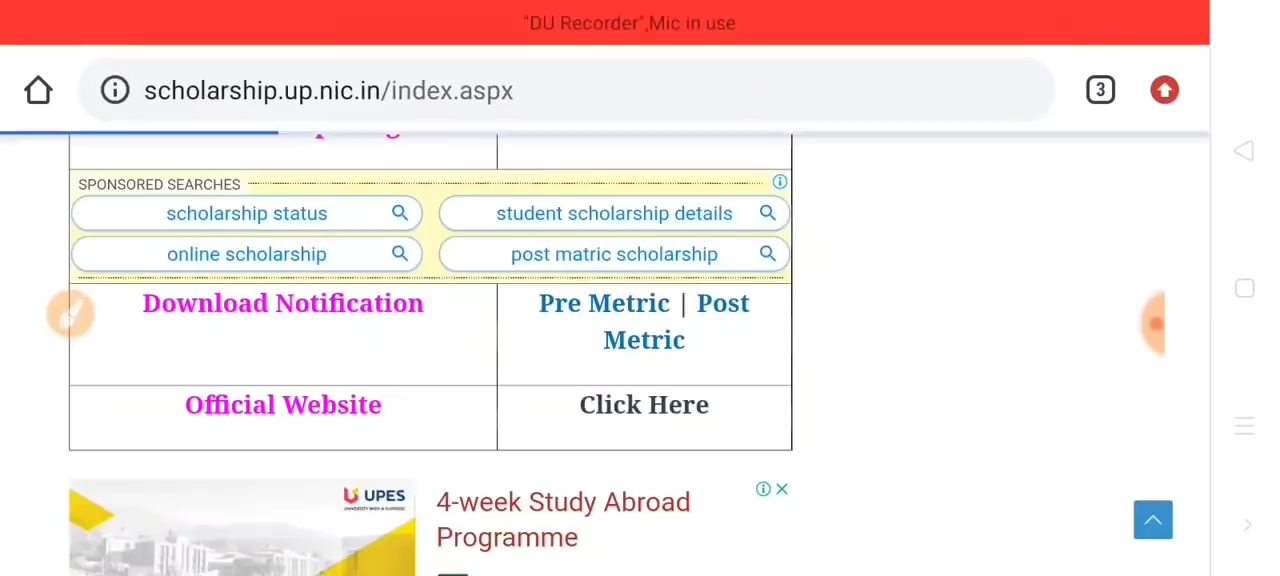 "DU Recorder",Mic in use
scholarship.up.nic.in/index.aspx
3
SPONSORED SEARCHES
scholarship status
student scholarship details
online scholarship
post matric scholarship
Download Notification
Pre Metric | Post
Metric
Official Website
Click Here
UPES
4-week Study Abroad
Programme